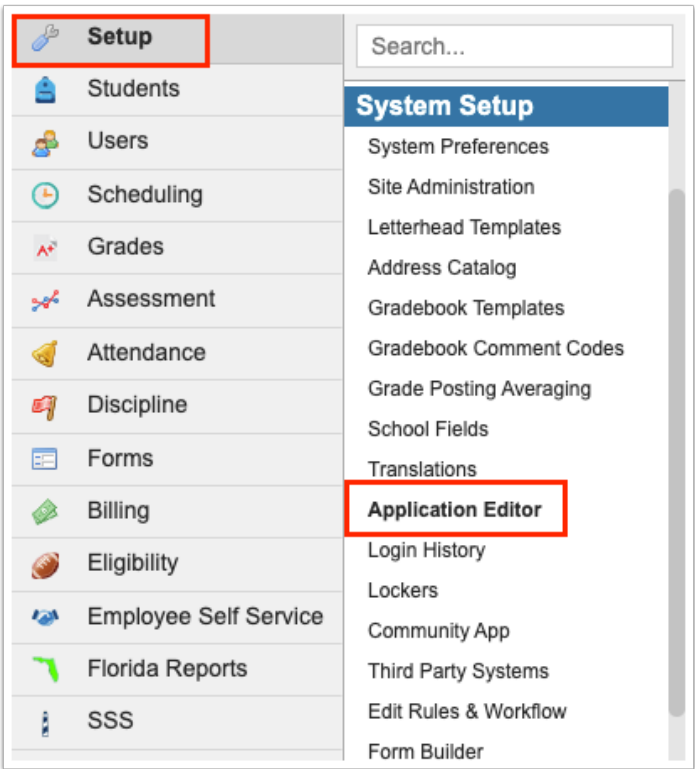 Setup
Students
Users
Scheduling
A+
Grades
Assessment
Attendance
Discipline
Forms
Billing
Eligibility
Employee Self Service
Florida Reports
SSS
Search...
System Setup
System Preferences
Site Administration
Letterhead Templates
Address Catalog
Gradebook Templates
Gradebook Comment Codes
Grade Posting Averaging
School Fields
Translations
Application Editor
Login History
Lockers
Community App
Third Party Systems
Edit Rules & Workflow
Form Builder